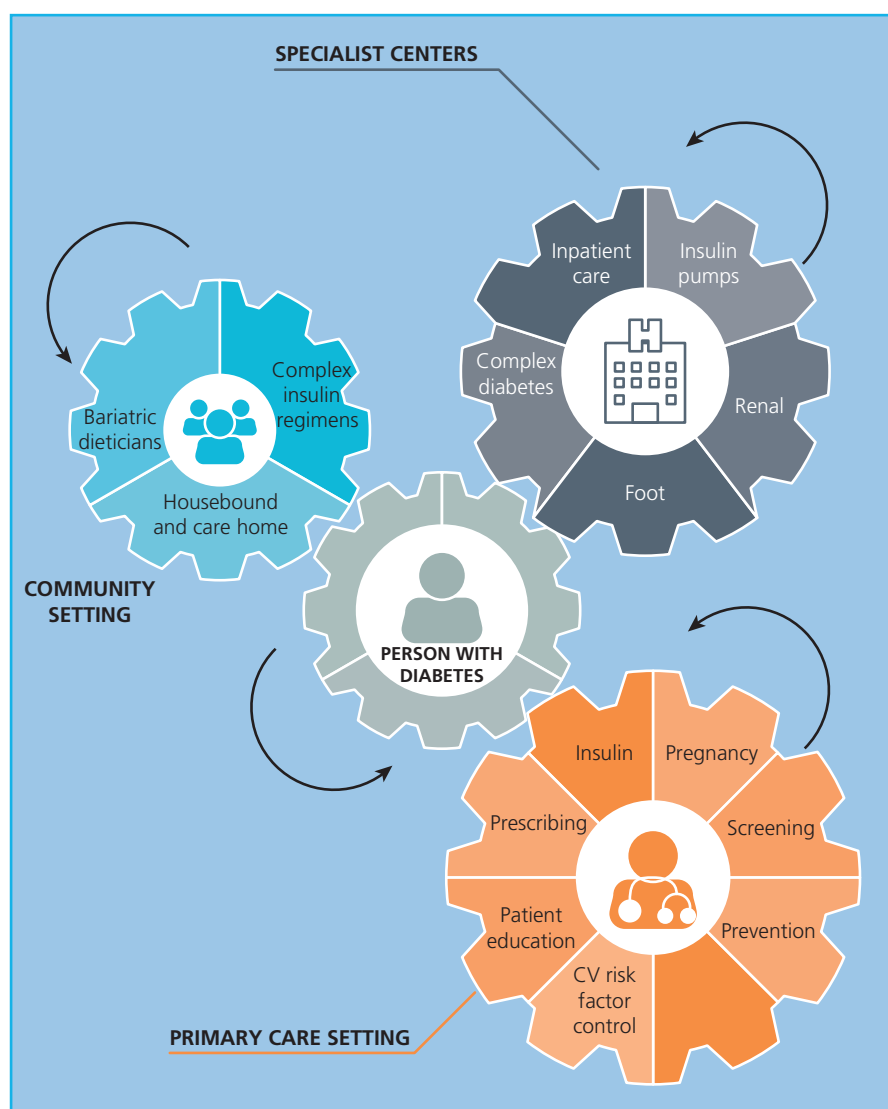 SPECIALIST CENTERS
Inpatient
care
Insulin
pumps
Complex
diabetes
Renal
Foot
Bariatric
dieticians
Complex
insulin
regimens
Housebound
and care home
COMMUNITY
SETTING
PERSON WITH
DIABETES
Insulin
Pregnancy
Prescribing
Screening
Patient
education
Prevention
CV risk
factor
control
PRIMARY CARE SETTING